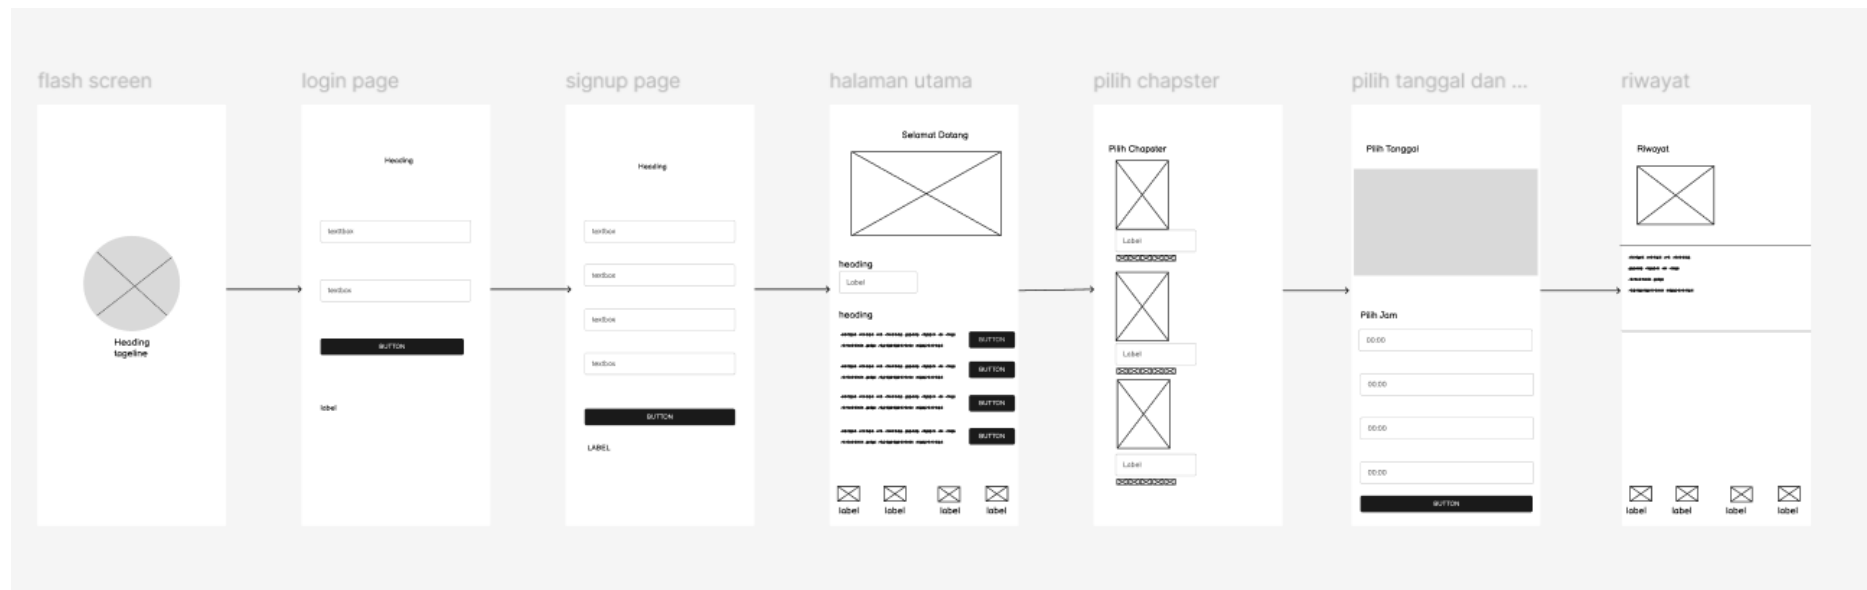 flash screen
login page
signup page
halaman utama
pilih chapster
pilih tanggal dan ...
riwayat
Heading
tageline
Heading
textbox
textbox
BUTTON
label
Heading
textbox
textbox
textbox
textbox
BUTTON
LABEL
Selamat Datang
heading
Label
heading
BUTTON
BUTTON
BUTTON
BUTTON
label label label label
Pilih Chapster
Label
Label
Label
Pilih Tanggal
Pilih Jam
00:00
00:00
00:00
00:00
BUTTON
Riwayat
label label label label